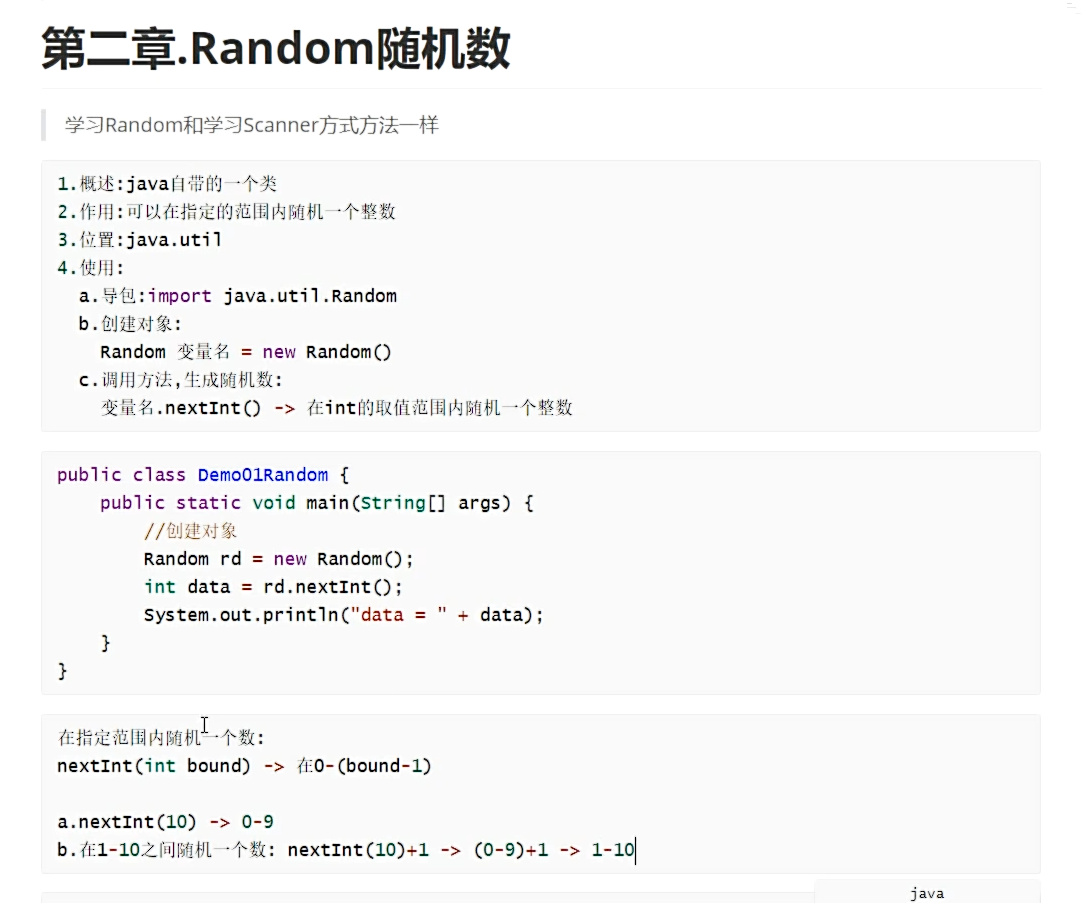 第二章.Random随机数
学习Random和学习Scanner方式方法一样
1.概述:java自带的一个类
2.作用:可以在指定的范围内随机一个整数
3.位置:java.util
4.使用:
  a.导包:import java.util.Random
  b.创建对象:
    Random 变量名 = new Random()
  c.调用方法,生成随机数:
    变量名.nextInt() -> 在int的取值范围内随机一个整数
public class Demo01Random {
    public static void main(String[] args) {
        //创建对象
        Random rd = new Random();
        int data = rd.nextInt();
        System.out.println("data = " + data);
    }
}
在指定范围内随机一个数:
nextInt(int bound) -> 在0-(bound-1)
a.nextInt(10) -> 0-9
b.在1-10之间随机一个数: nextInt(10)+1 -> (0-9)+1 -> 1-10
java